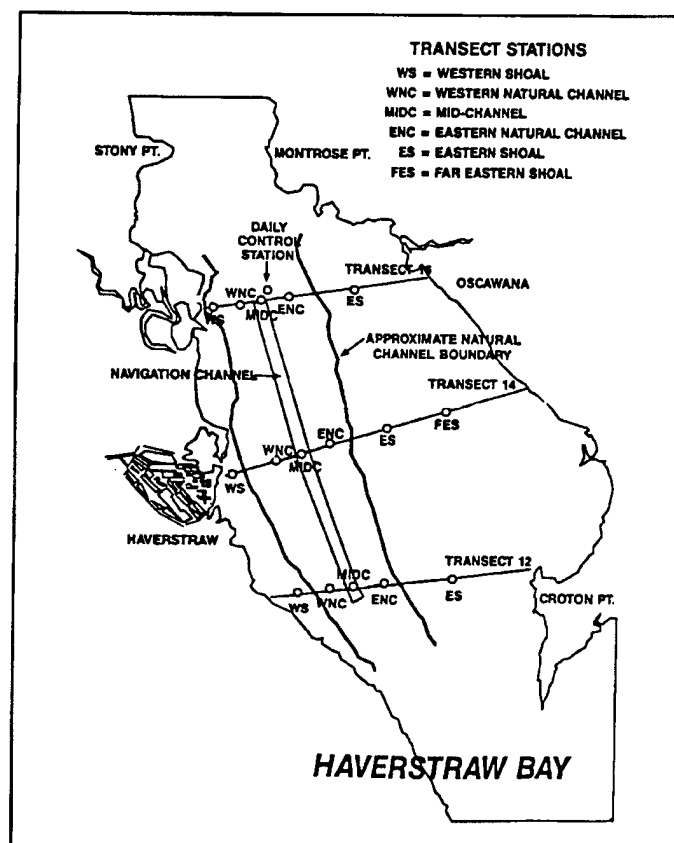 TRANSECT STATIONS
WS = WESTERN SHOAL
WNC = WESTERN NATURAL CHANNEL
MIDC = MID-CHANNEL
ENC = EASTERN NATURAL CHANNEL
ES = EASTERN SHOAL
FES = FAR EASTERN SHOAL
STONY PT.
MONTROSE PT.
DAILY
CONTROL
STATION
TRANSECT
OSCAWANA
WNC
ENC
ES
WS
MIDC
APPROXIMATE NATURAL
CHANNEL BOUNDARY
NAVIGATION CHANNEL
TRANSECT 14
ENC
ES
FES
WNC
MIDC
WS
HAVERSTRAW
TRANSECT 12
MIDC
WS
WNC
ENC
ES
CROTON PT.
HAVERSTRAW BAY